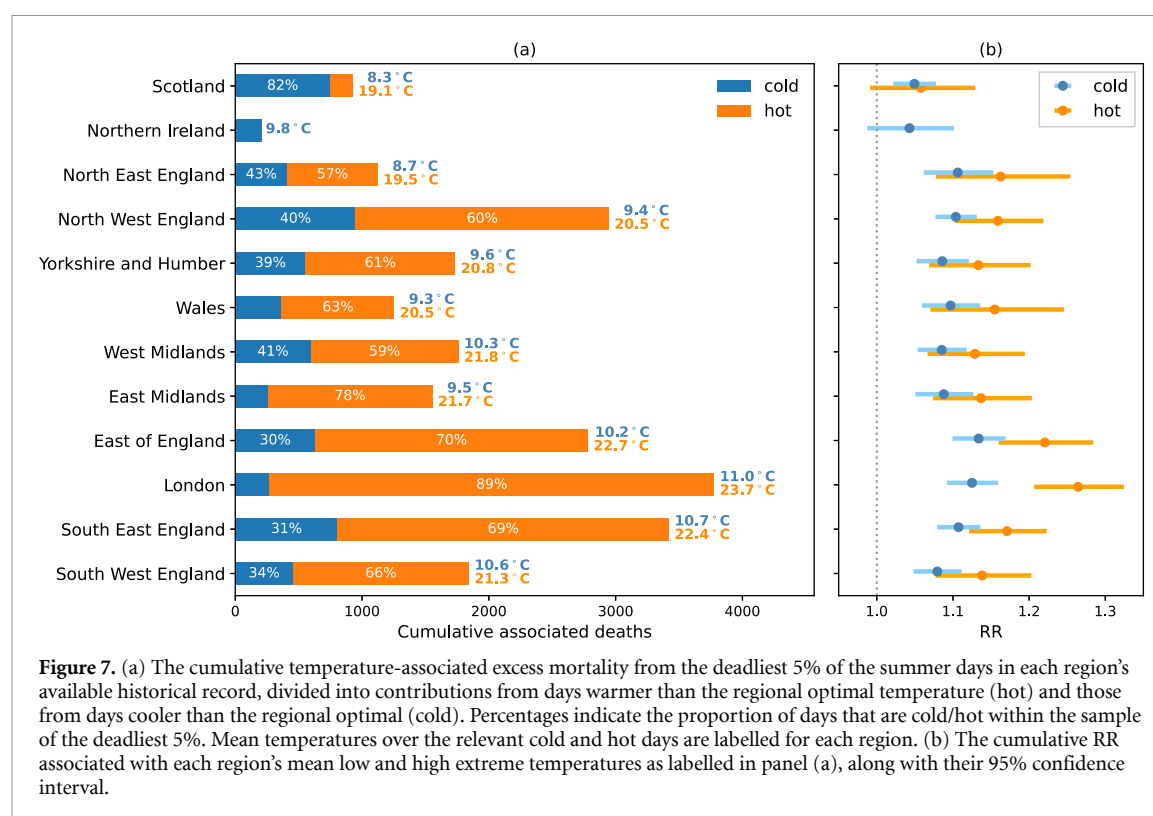 (a)
(b)
Scotland
82%
8.3°C
19.1°C
cold
hot
cold
hot
Northern Ireland
9.8°C
North East England
43%
57%
8.7°C
19.5°C
North West England
40%
60%
9.4°C
20.5°C
Yorkshire and Humber
39%
61%
9.6°C
20.8°C
Wales
63%
9.3°C
20.5°C
West Midlands
41%
59%
10.3°C
21.8°C
East Midlands
78%
9.5°C
21.7°C
East of England
30%
70%
10.2°C
22.7°C
London
89%
11.0°C
23.7°C
South East England
31%
69%
10.7°C
22.4°C
South West England
34%
66%
10.6°C
21.3°C
0 1000 2000 3000 4000
Cumulative associated deaths
1.0 1.1 1.2 1.3
RR
Figure 7. (a) The cumulative temperature-associated excess mortality from the deadliest 5% of the summer days in each region's
available historical record, divided into contributions from days warmer than the regional optimal temperature (hot) and those
from days cooler than the regional optimal (cold). Percentages indicate the proportion of days that are cold/hot within the sample
of the deadliest 5%. Mean temperatures over the relevant cold and hot days are labelled for each region. (b) The cumulative RR
associated with each region's mean low and high extreme temperatures as labelled in panel (a), along with their 95% confidence
interval.